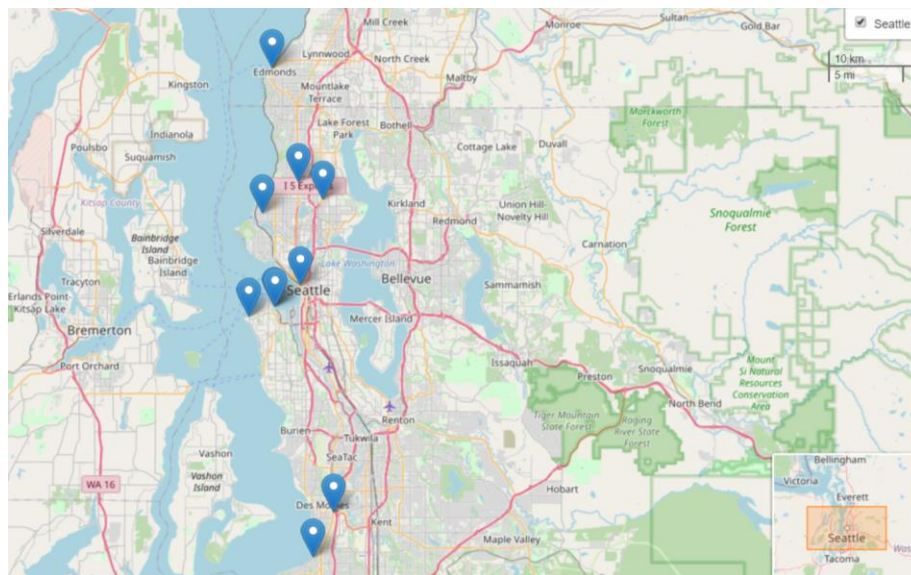 Mill Creek
Monroe
Sultan
Gold Bar
Seattle
Lynnwood
North Creek
10 km
5 mi
Edmonds
Maltby
Kingston
Mountlake
Terrace
Marckworth
Forest
Indianola
Lake Forest
Park
Bothell
Poulsbo
Suquamish
Cottage Lake
Duvall
Kitsap County
Kirkland
Union Hill-
Novelty Hill
Redmond
Snoqualmie
Forest
Silverdale
Bainbridge
Island
Bainbridge
Island
Carnation
Lake Washington
Tracyton
Bellevue
Sammamish
Erlands Point-
Kitsap Lake
Seattle
Bremerton
Mercer Island
Port Orchard
Issaquah
Preston
Snoqualmie
Mount
Si Natural
Resources
Conservation
Area
North Bend
Tiger Mountain
State Forest
Raging
River State
Forest
Renton
Burien
Tukwila
Vashon
SeaTac
Vashon
Island
WA 16
Hobart
Kent
Maple Valley
Bellingham
Victoria
Everett
Seattle
Tacoma